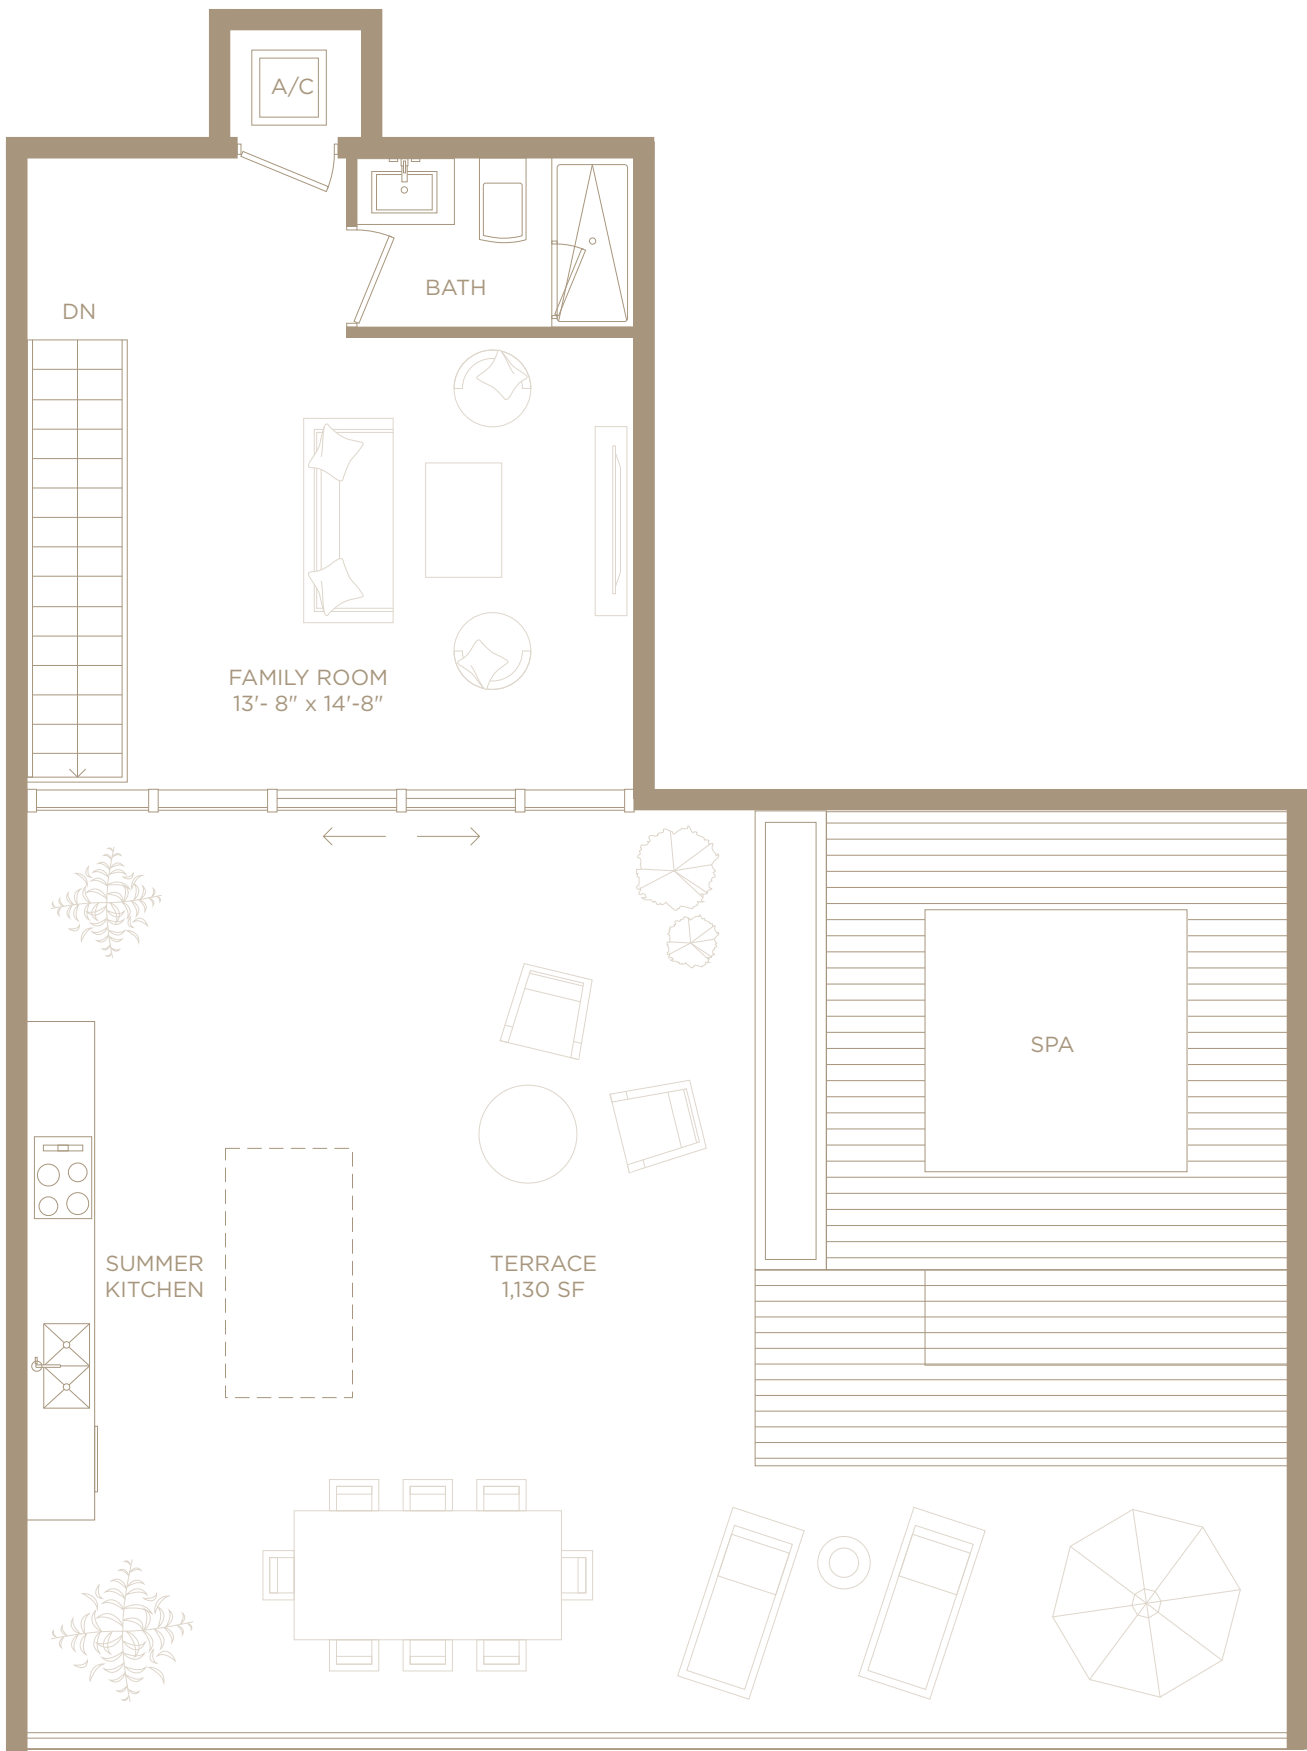 A/C
BATH
DN
FAMILY ROOM
13'- 8" x 14'-8"
SPA
SUMMER
KITCHEN
TERRACE
1,130 SF